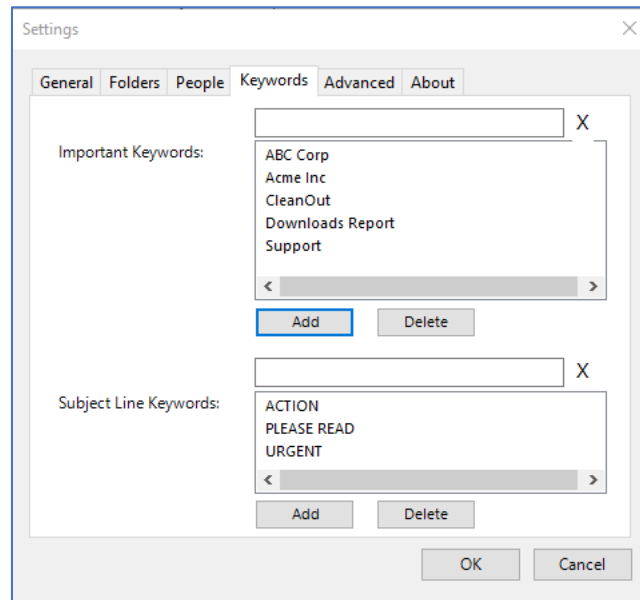 Settings
General Folders People Keywords Advanced About
X
Important Keywords:
ABC Corp
Acme Inc
CleanOut
Downloads Report
Support
Add Delete
X
Subject Line Keywords:
ACTION
PLEASE READ
URGENT
Add Delete
OK Cancel